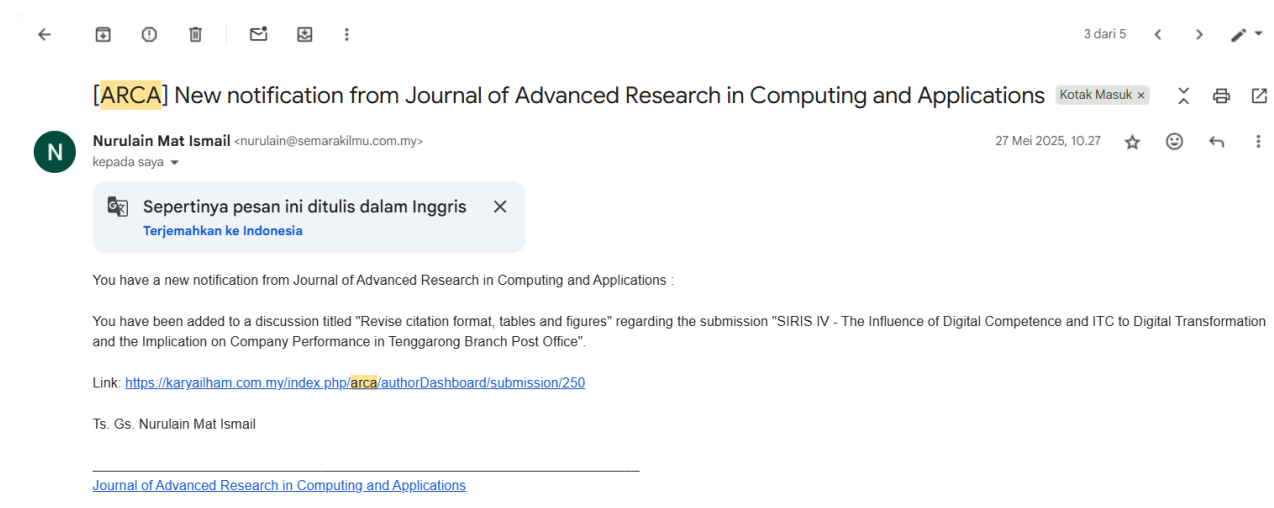 3 dari 5
[ARCA] New notification from Journal of Advanced Research in Computing and Applications Kotak Masuk ×
N
Nurulain Mat Ismail <nurulain@semarakilmu.com.my> 27 Mei 2025, 10.27
kepada saya
Sepertinya pesan ini ditulis dalam Inggris
Terjemahkan ke Indonesia
You have a new notification from Journal of Advanced Research in Computing and Applications :
You have been added to a discussion titled "Revise citation format, tables and figures" regarding the submission "SIRIS IV - The Influence of Digital Competence and ITC to Digital Transformation
and the Implication on Company Performance in Tenggarong Branch Post Office".
Link: https://karyailham.com.my/index.php/arca/authorDashboard/submission/250
Ts. Gs. Nurulain Mat Ismail
Journal of Advanced Research in Computing and Applications